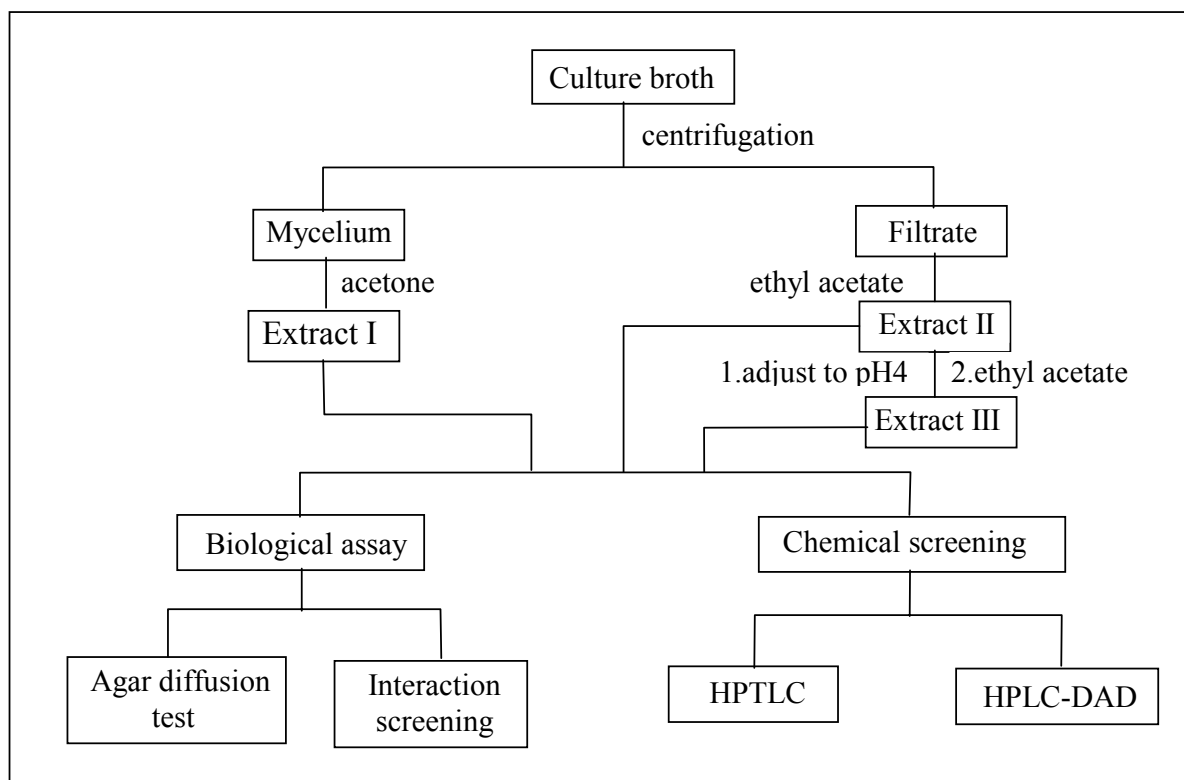 Culture broth
centrifugation
Mycelium
Filtrate
acetone
ethyl acetate
Extract I
Extract II
1.adjust to pH4
2.ethyl acetate
Extract III
Biological assay
Chemical screening
Agar diffusion
test
Interaction
screening
HPTLC
HPLC-DAD